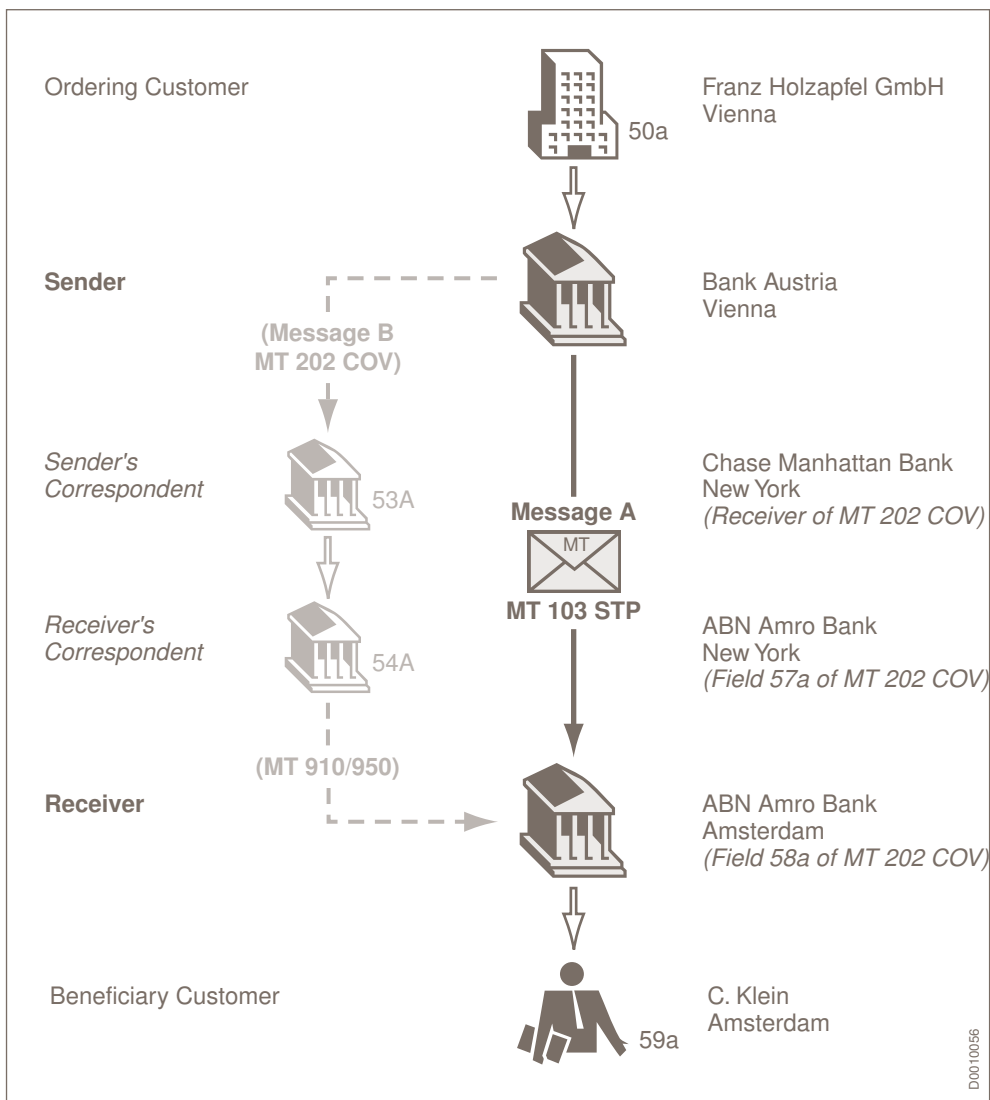 Ordering Customer
Franz Holzapfel GmbH
Vienna
50a
Sender
Bank Austria
Vienna
(Message B
MT 202 COV)
Sender's
Correspondent
53A
Chase Manhattan Bank
New York
(Receiver of MT 202 COV)
Message A
MT
MT 103 STP
Receiver's
Correspondent
54A
ABN Amro Bank
New York
(Field 57a of MT 202 COV)
(MT 910/950)
Receiver
ABN Amro Bank
Amsterdam
(Field 58a of MT 202 COV)
Beneficiary Customer
59a
C. Klein
Amsterdam
D0010056